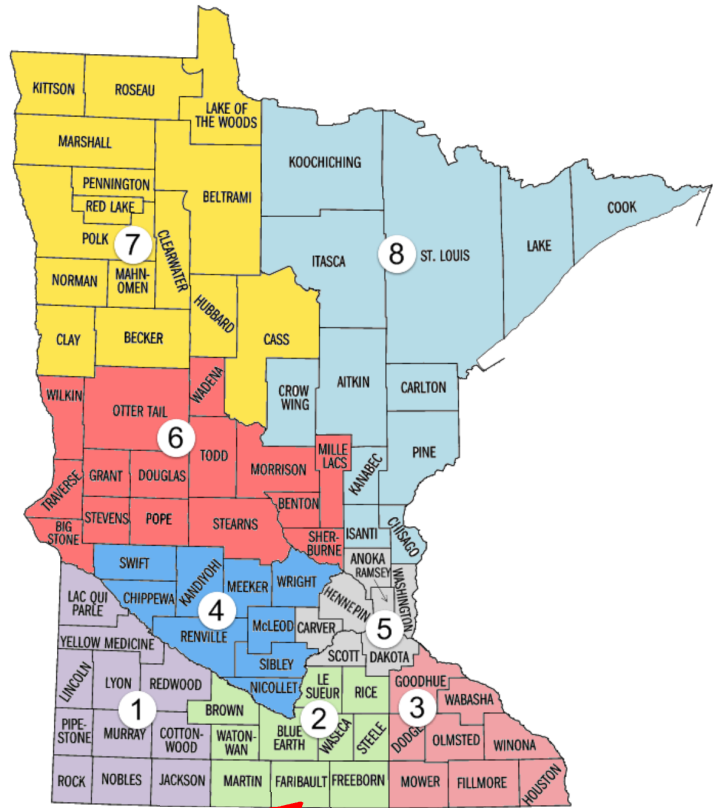 KITTSON
ROSEAU
LAKE OF
THE WOODS
MARSHALL
KOOCHICHING
PENNINGTON
BELTRAMI
RED LAKE
COOK
POLK
7
CLEARWATER
8
ST. LOUIS
LAKE
ITASCA
NORMAN
MAHN-
OMEN
HUBBARD
CLAY
BECKER
CASS
WADENA
AITKIN
CARLTON
WILKIN
CROW
WING
OTTER TAIL
6
TODD
MILLE
LACS
PINE
MORRISON
KANABEC
GRANT
DOUGLAS
TRAVERSE
BENTON
STEVENS
POPE
STEARNS
BIG
STONE
SHER-
BURNE
ISANTI
CHISAGO
SWIFT
KANDIYOHI
ANOKA
RAMSEY
WASHINGTON
MEEKER
WRIGHT
LAC QUI
PARLE
CHIPPEWA
HENNEPIN
4
McLEOD
CARVER
5
RENVILLE
YELLOW MEDICINE
SCOTT
DAKOTA
SIBLEY
LINCOLN
LYON
REDWOOD
NICOLLET
LE
SUEUR
RICE
GOODHUE
WABASHA
1
BROWN
2
3
PIPE-
STONE
MURRAY
COTTON-
WOOD
WATON-
WAN
BLUE
EARTH
WASECA
STEELE
DODGE
OLMSTED
WINONA
ROCK
NOBLES
JACKSON
MARTIN
FARIBAULT
FREEBORN
MOWER
FILLMORE
HOUSTON